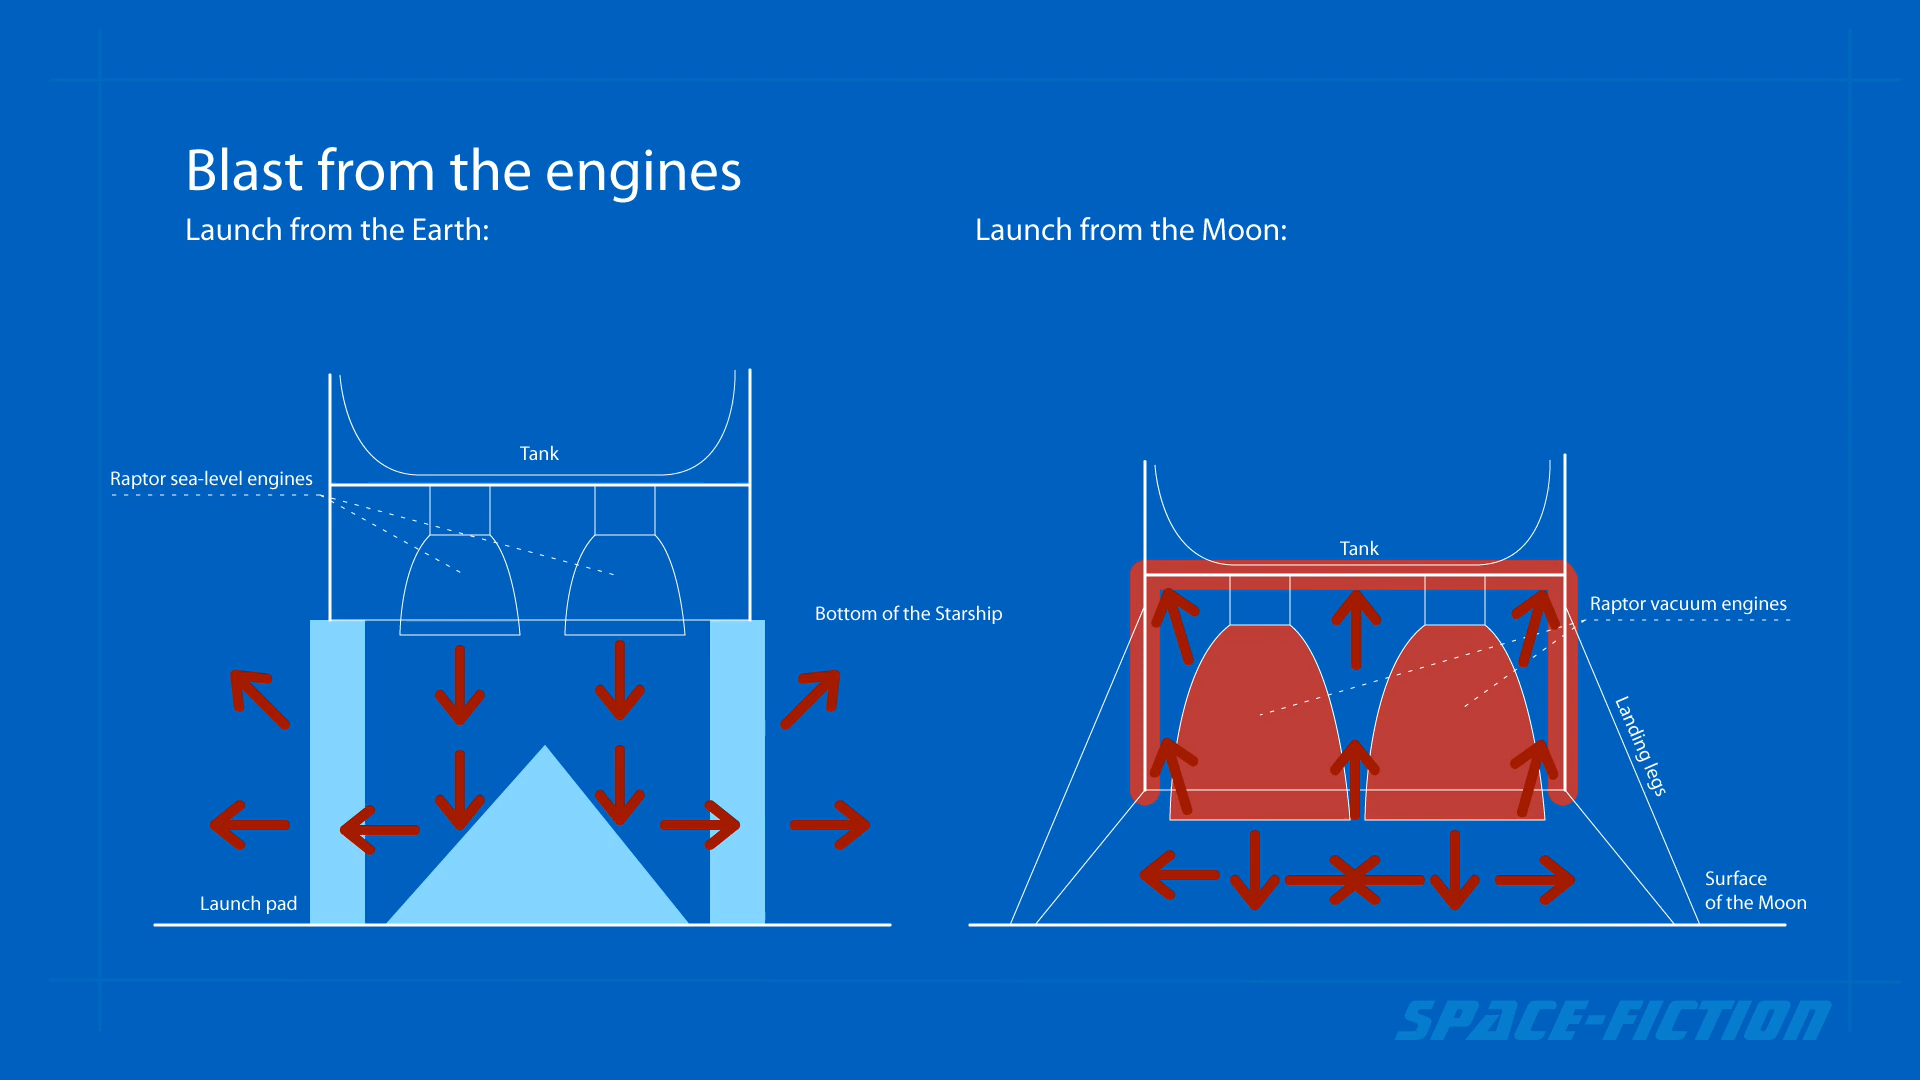 Blast from the engines
Launch from the Earth:
Launch from the Moon:
Tank
Raptor sea-level engines
Bottom of the Starship
Launch pad
Tank
Raptor vacuum engines
Landing legs
Surface
of the Moon
SPACE-FICTION